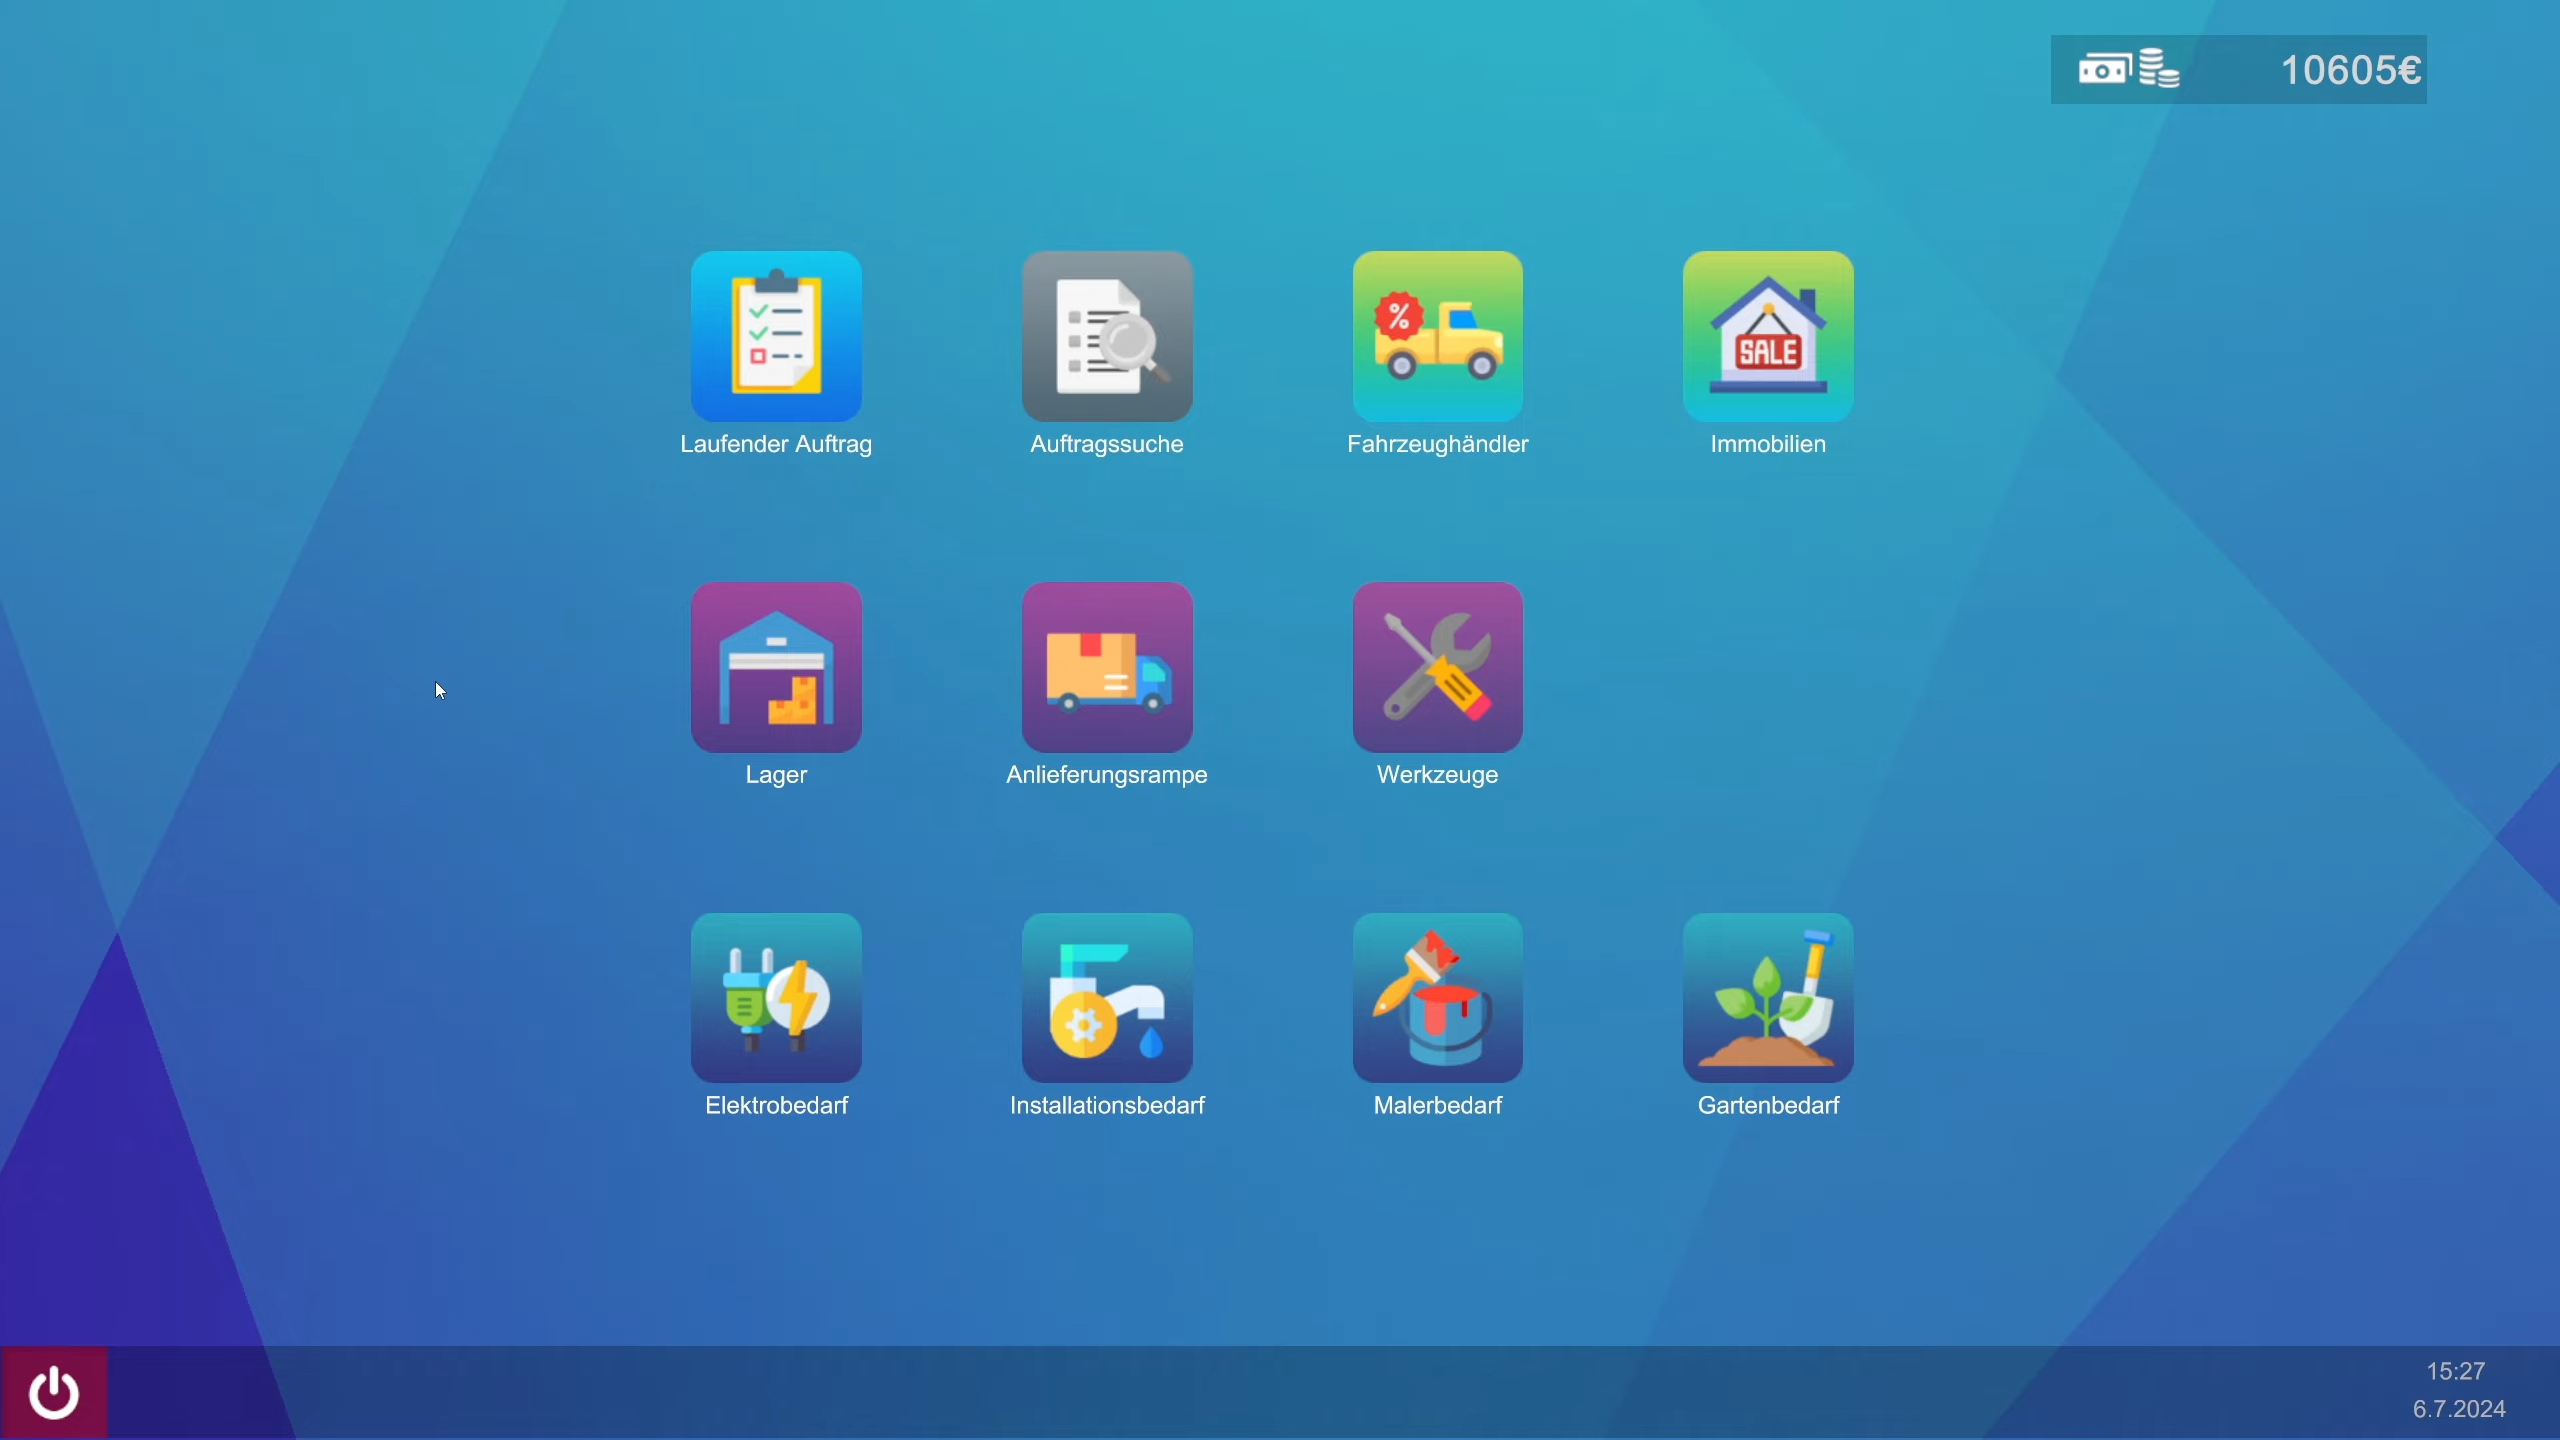 10605€
%
SALE
Laufender Auftrag
Auftragssuche
Fahrzeughändler
Immobilien
Lager
Anlieferungsrampe
Werkzeuge
Elektrobedarf
Installationsbedarf
Malerbedarf
Gartenbedarf
15:27
6.7.2024